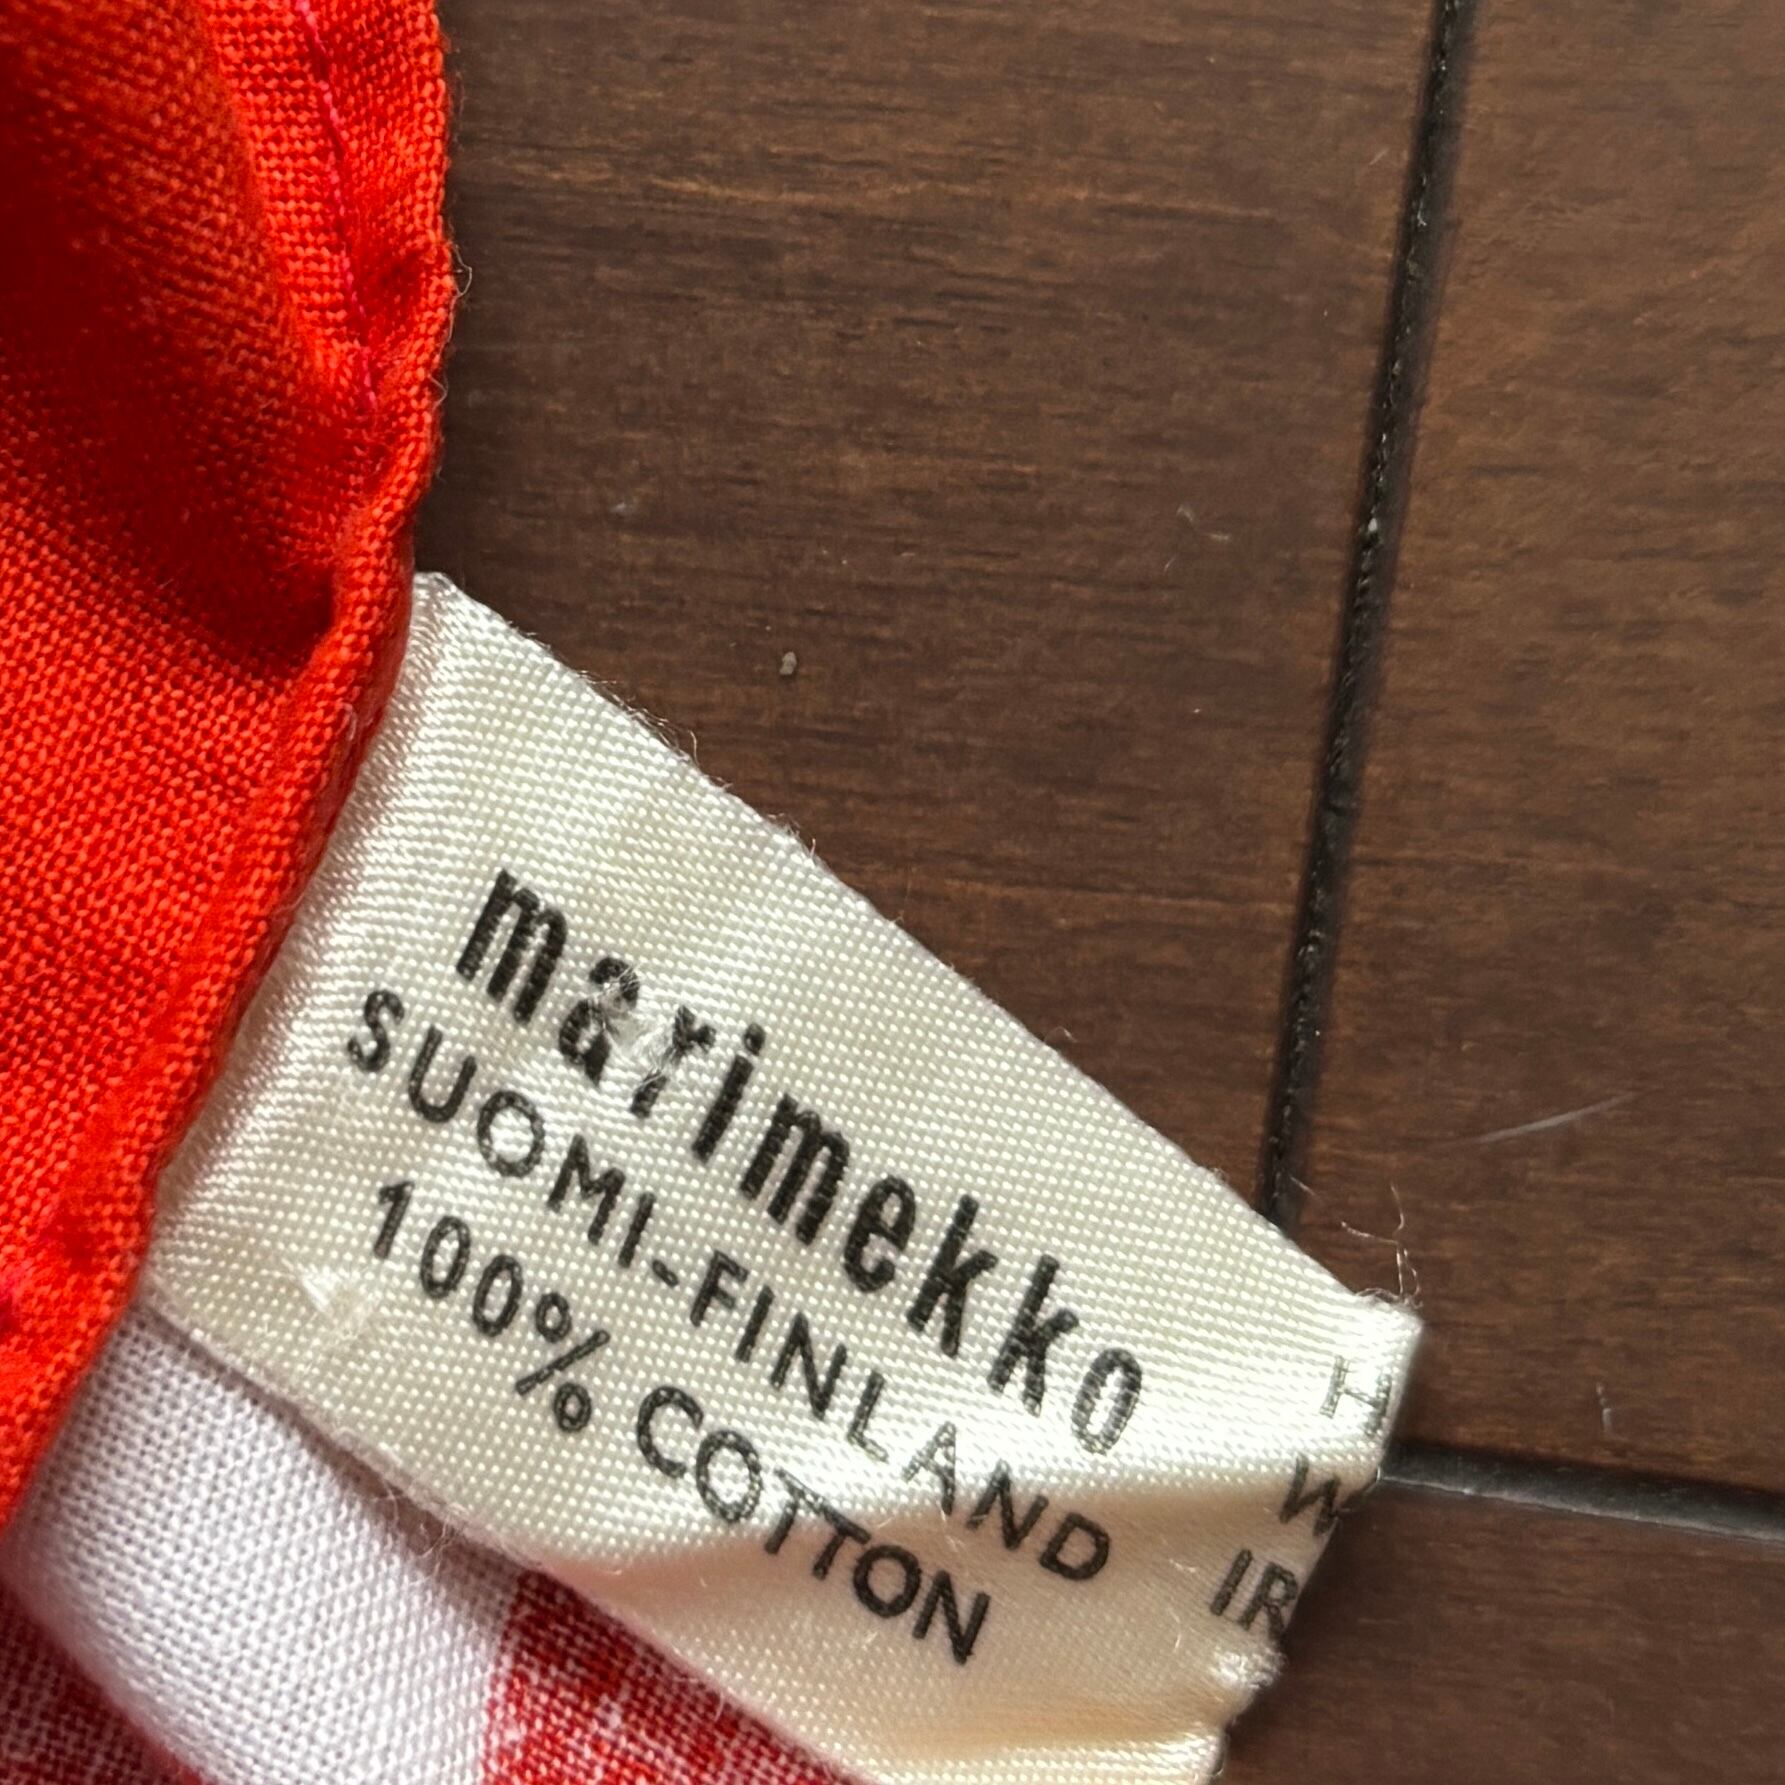 marimekko
SUOMI-FINLAND
100% COTTON